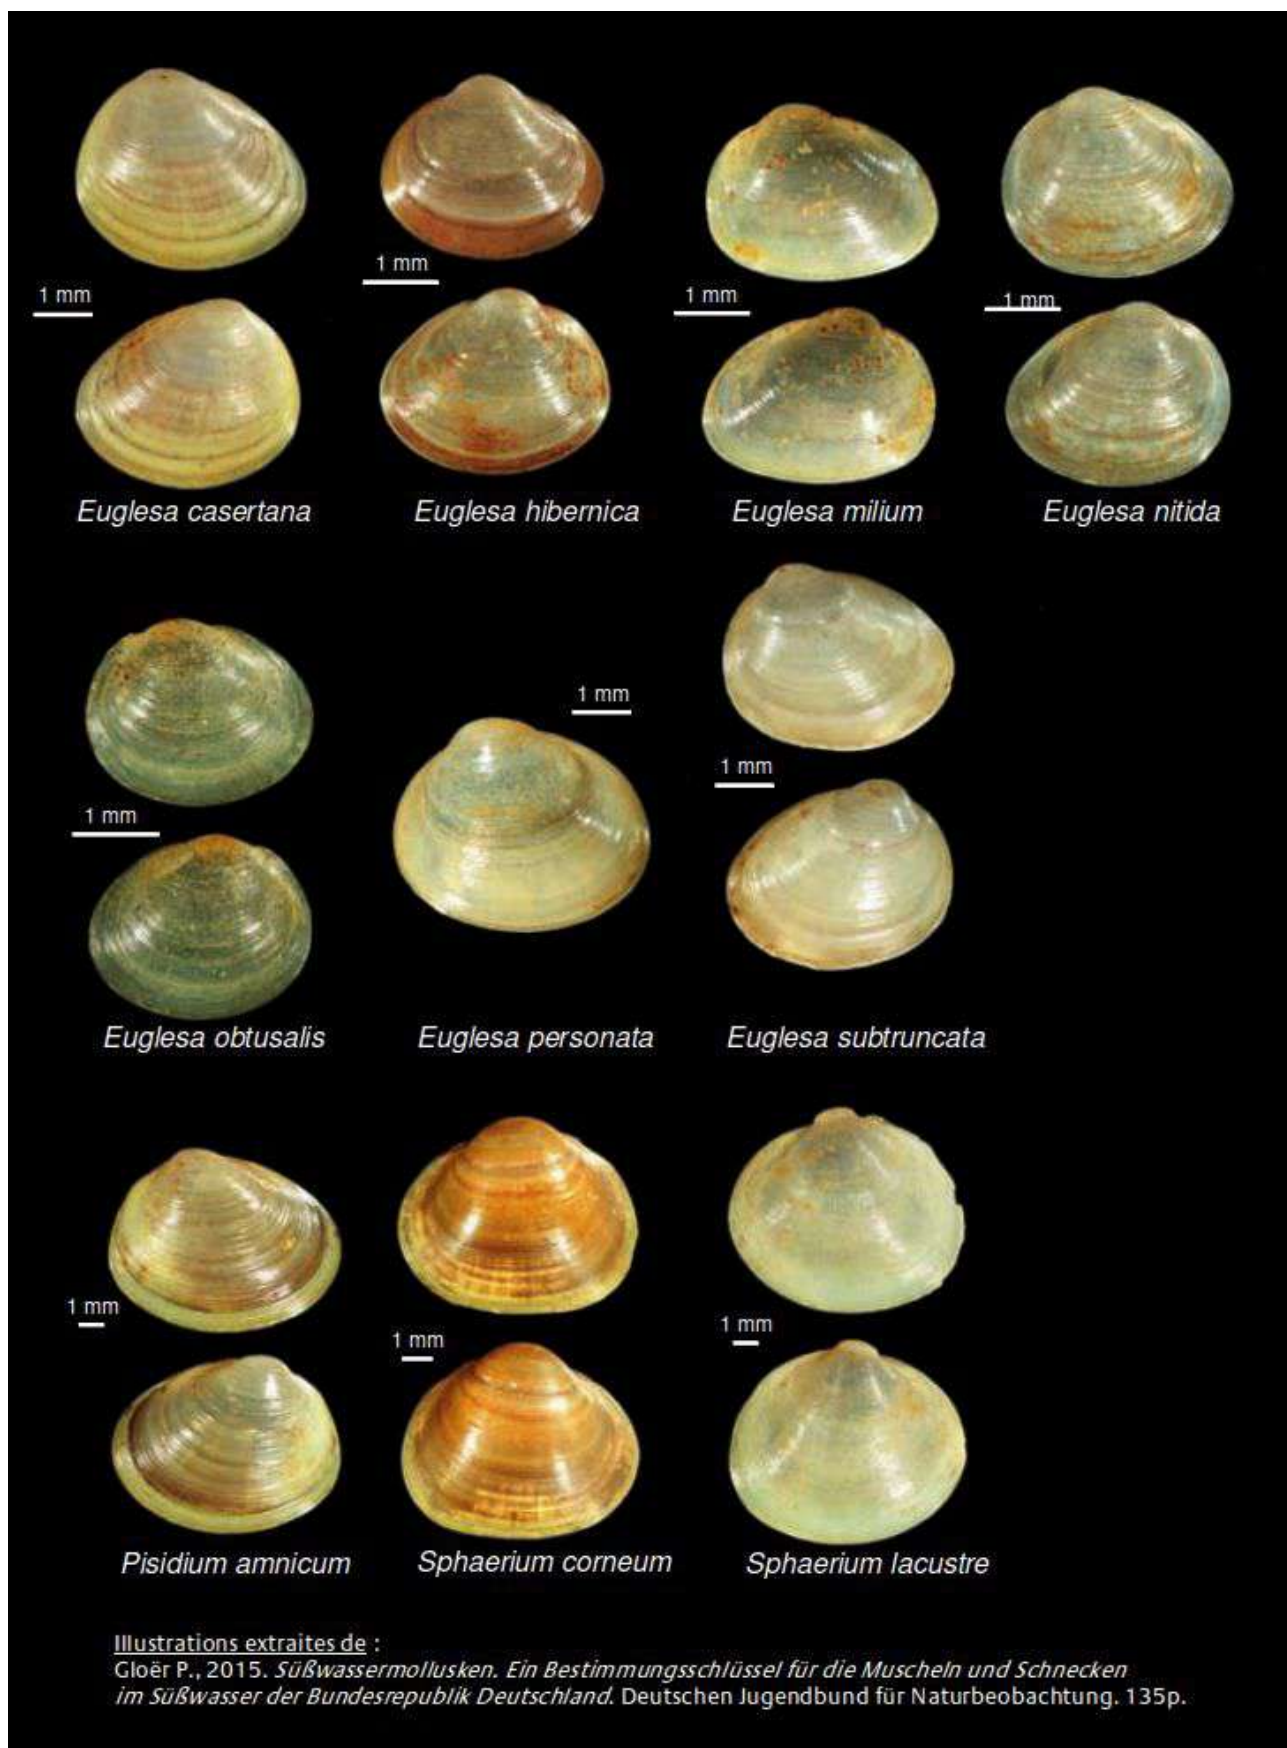 1 mm
1 mm
1 mm
1 mm
Euglesa casertana
Euglesa hibernica
Euglesa milium
Euglesa nitida
1 mm
1 mm
1 mm
Euglesa obtusalis
Euglesa personata
Euglesa subtruncata
1 mm
1 mm
1 mm
Pisidium amnicum
Sphaerium corneum
Sphaerium lacustre
Illustrations extraites de :
Gloër P., 2015. Süßwassermollusken. Ein Bestimmungsschlüssel für die Muscheln und Schnecken
im Süßwasser der Bundesrepublik Deutschland. Deutschen Jugendbund für Naturbeobachtung. 135p.